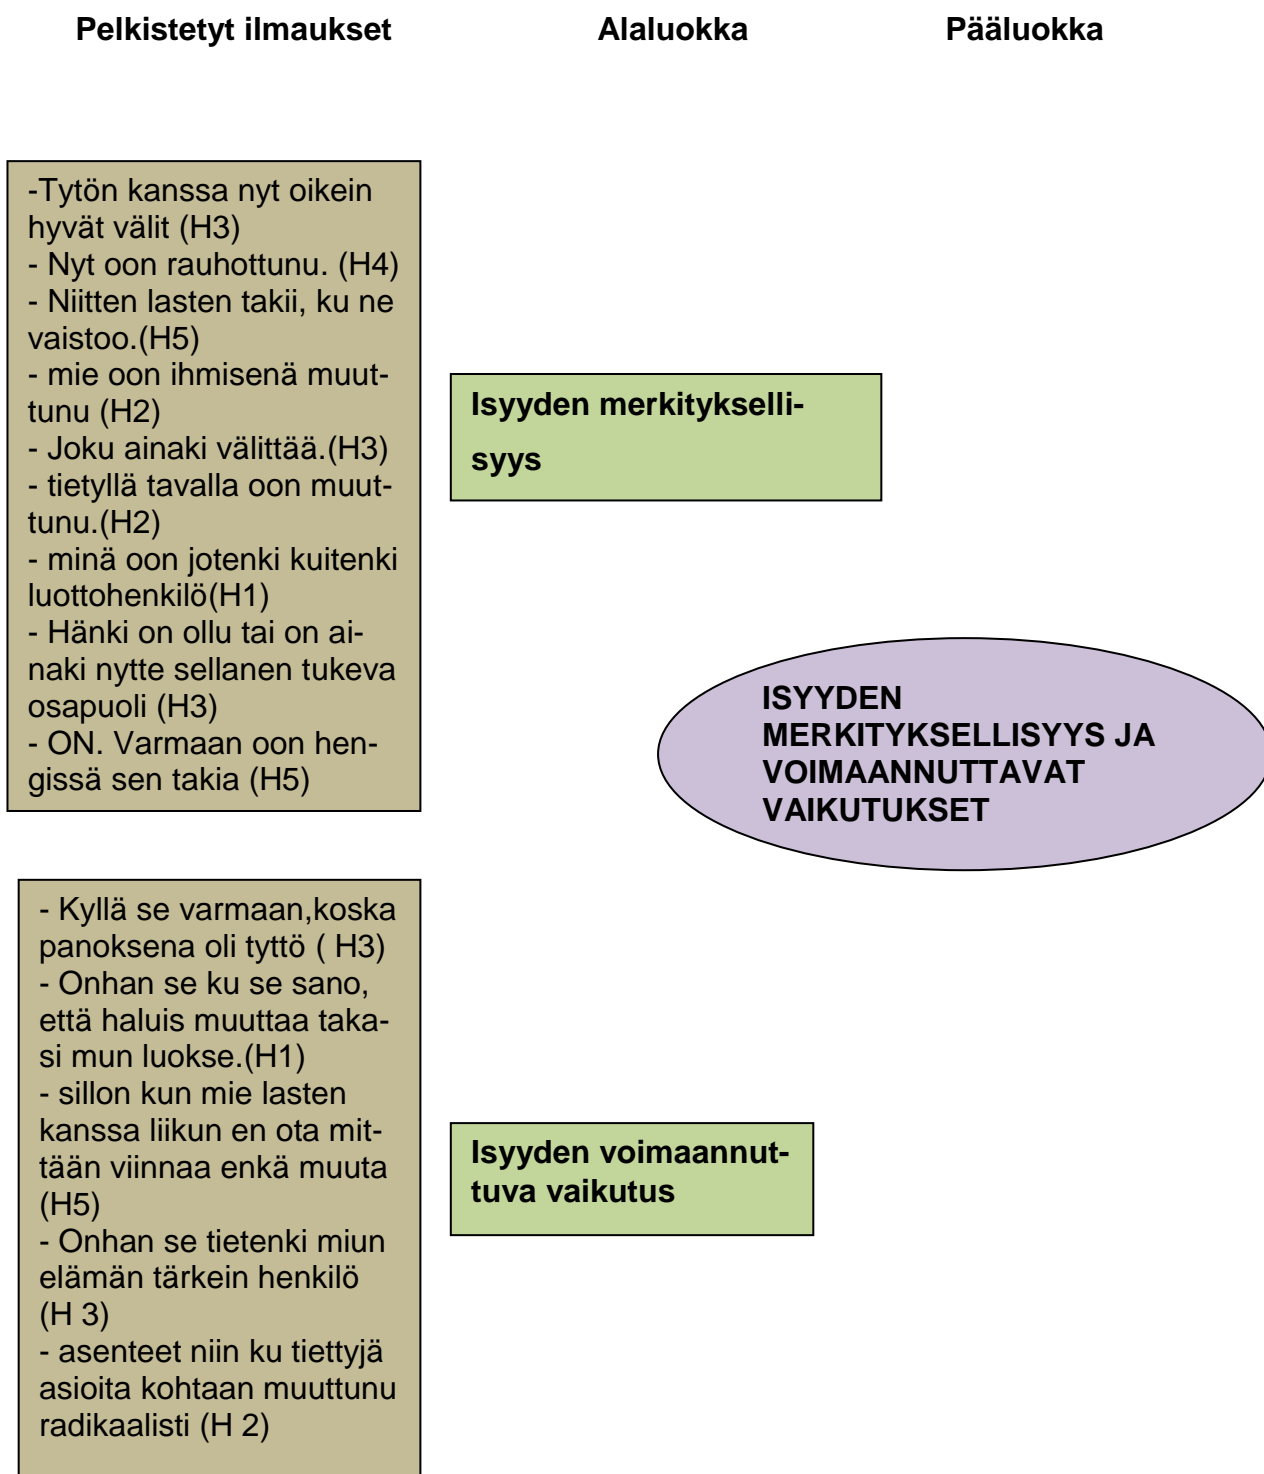 Pelkistetyt ilmaukset Alaluokka Pääluokka
-Tytön kanssa nyt oikein
hyvät välit (H3)
- Nyt oon rauhottunu. (H4)
- Niitten lasten takii, ku ne
vaistoo.(H5)
- mie oon ihmisenä muut-
tunu (H2)
- Joku ainaki välittää.(H3)
- tietyllä tavalla oon muut-
tunu.(H2)
- minä oon jotenki kuitenki
luottohenkilö(H1)
- Hänki on ollu tai on ai-
naki nytte sellanen tukeva
osapuoli (H3)
- ON. Varmaan oon hen-
gissä sen takia (H5)
Isyyden merkitykselli-
syys
ISYYDEN
MERKITYKSELLISYYS JA
VOIMAANNUTTAVAT
VAIKUTUKSET
- Kyllä se varmaan,koska
panoksena oli tyttö ( H3)
- Onhan se ku se sano,
että haluis muuttaa taka-
si mun luokse.(H1)
- sillon kun mie lasten
kanssa liikun en ota mit-
tään viinnaa enkä muuta
(H5)
- Onhan se tietenki miun
elämän tärkein henkilö
(H 3)
- asenteet niin ku tiettyjä
asioita kohtaan muuttunu
radikaalisti (H 2)
Isyyden voimaannut-
tuva vaikutus